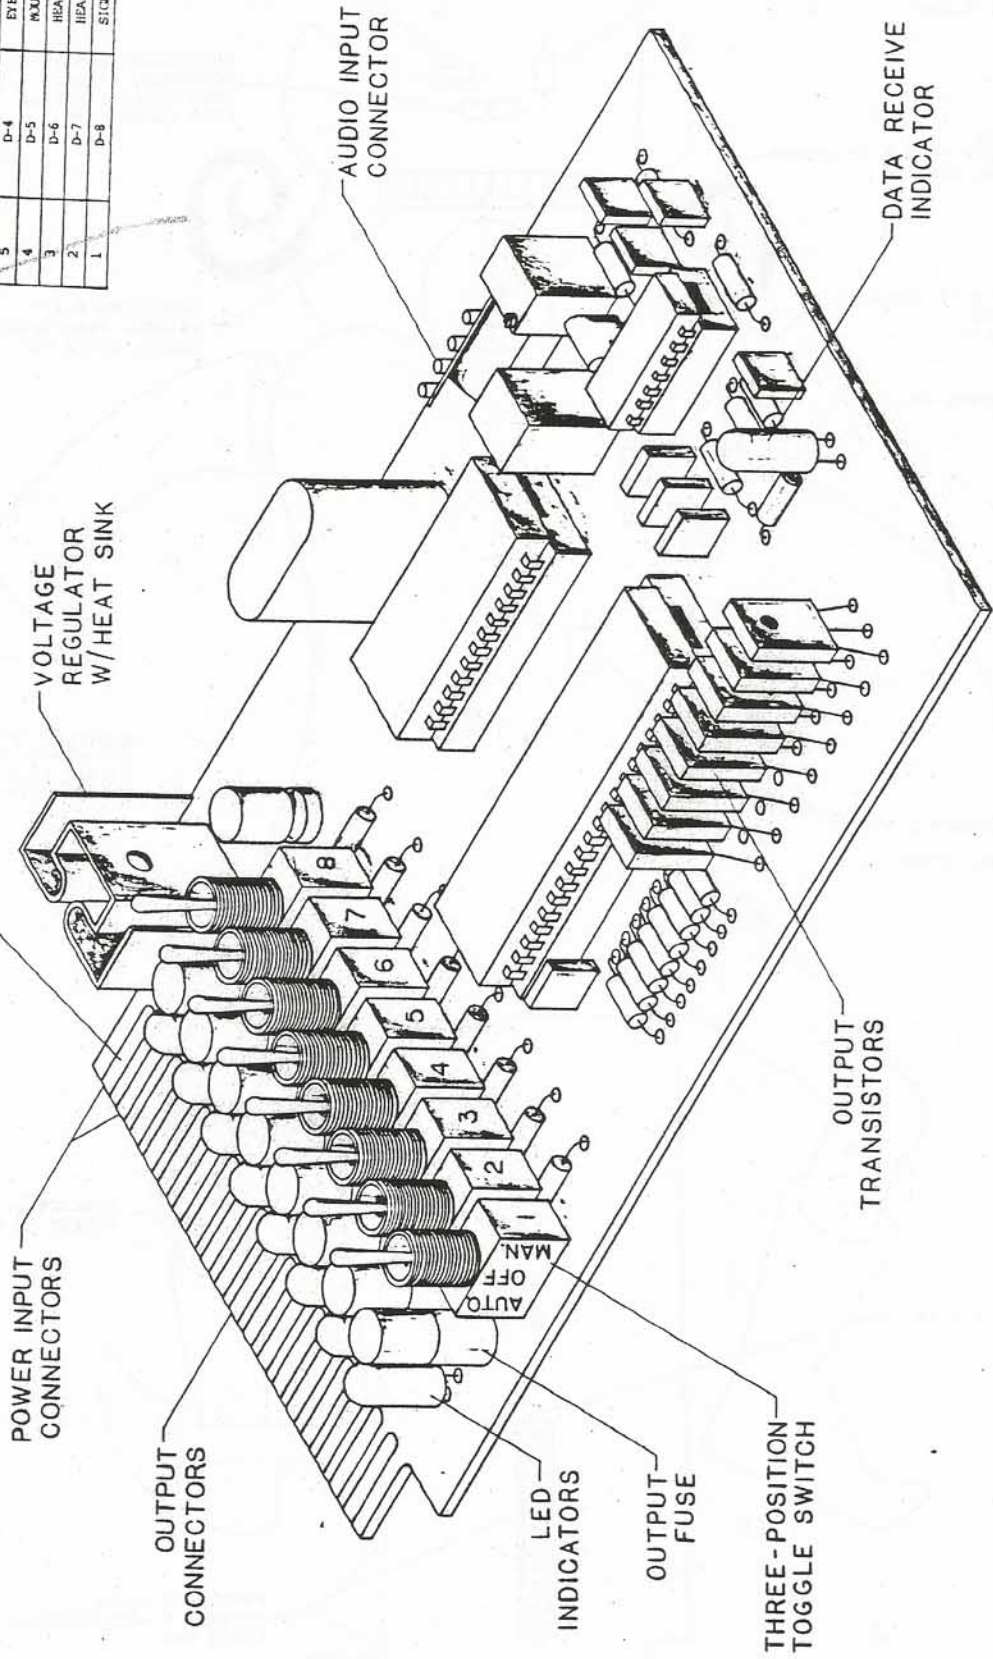 5 D-4
4 D-5
3 D-6
2 D-7
1 D-8
POWER INPUT
CONNECTORS
VOLTAGE
REGULATOR
W/HEAT SINK
AUDIO INPUT
CONNECTOR
OUTPUT
CONNECTORS
LED
INDICATORS
OUTPUT
FUSE
THREE-POSITION
TOGGLE SWITCH
OUTPUT
TRANSISTORS
DATA RECEIVE
INDICATOR
AUTO
OFF
MAN.
1
2
3
4
5
6
7
8